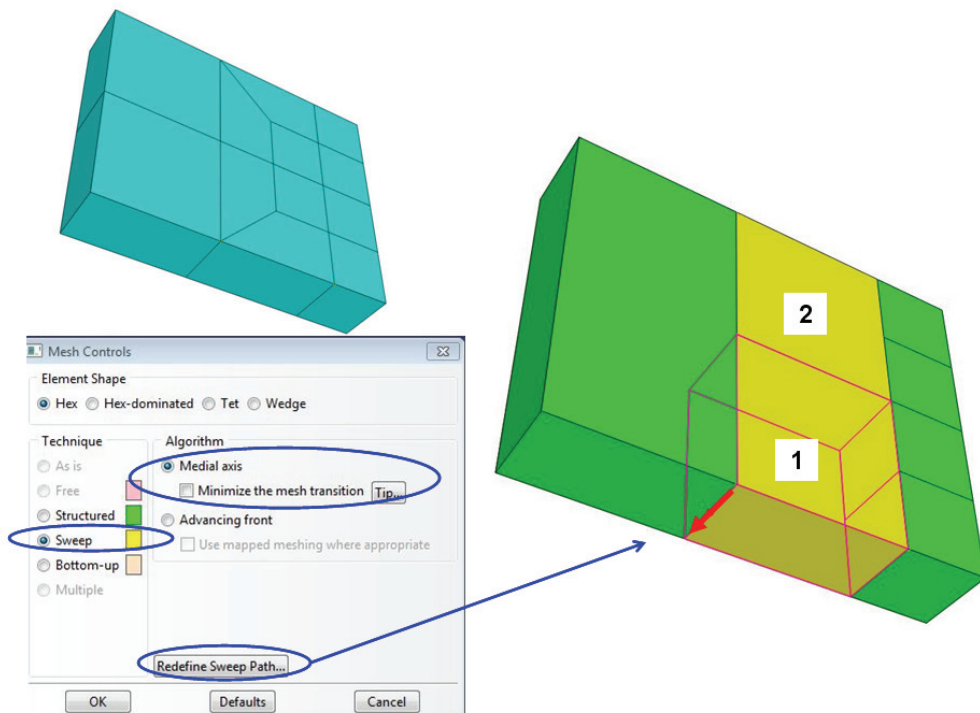 2
1
Mesh Controls
Element Shape
Hex Hex-dominated Tet Wedge
Technique
As is
Free
Structured
Sweep
Bottom-up
Multiple
Algorithm
Medial axis
Minimize the mesh transition Tip...
Advancing front
Use mapped meshing where appropriate
Redefine Sweep Path...
OK Defaults Cancel